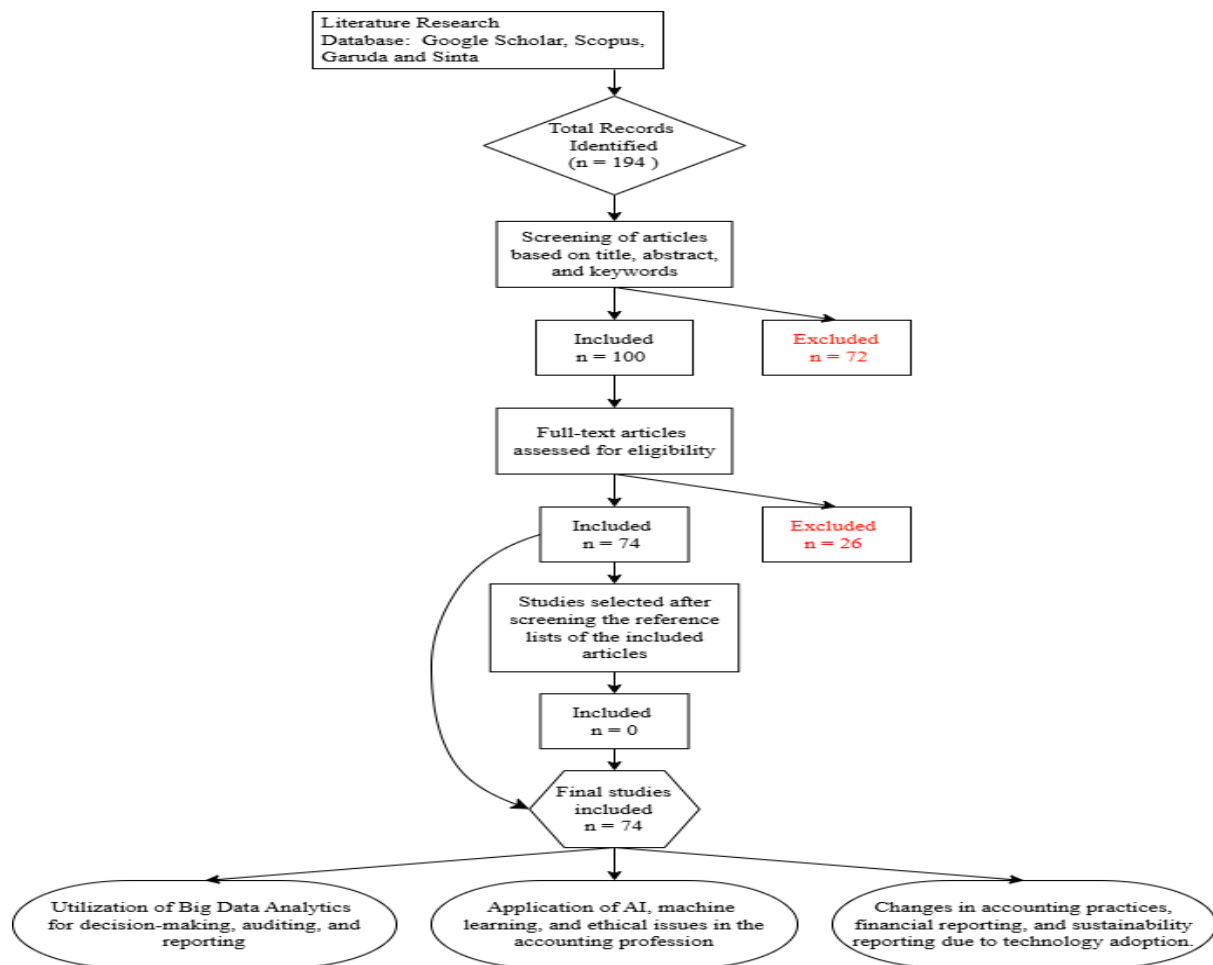 Literature Research
Database:  Google Scholar, Scopus,
Garuda and Sinta
Total Records
Identified
(n = 194 )
Screening of articles
based on title, abstract,
and keywords
Included
n = 100
Excluded
n = 72
Full-text articles
assessed for eligibility
Included
n = 74
Excluded
n = 26
Studies selected after
screening the reference
lists of the included
articles
Included
n = 0
Final studies
included
n = 74
Utilization of Big Data Analytics
for decision-making, auditing, and
reporting
Application of AI, machine
learning, and ethical issues in the
accounting profession
Changes in accounting practices,
financial reporting, and sustainability
reporting due to technology adoption.